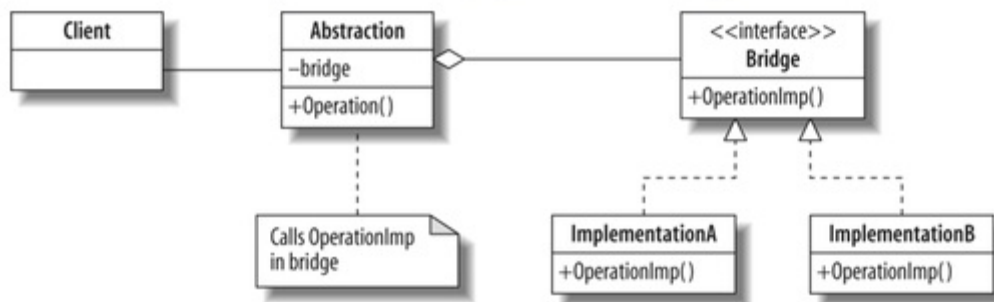 Client
Abstraction
–bridge
+Operation()
<<interface>>
Bridge
+OperationImp()
Calls OperationImp
in bridge
ImplementationA
+OperationImp()
ImplementationB
+OperationImp()